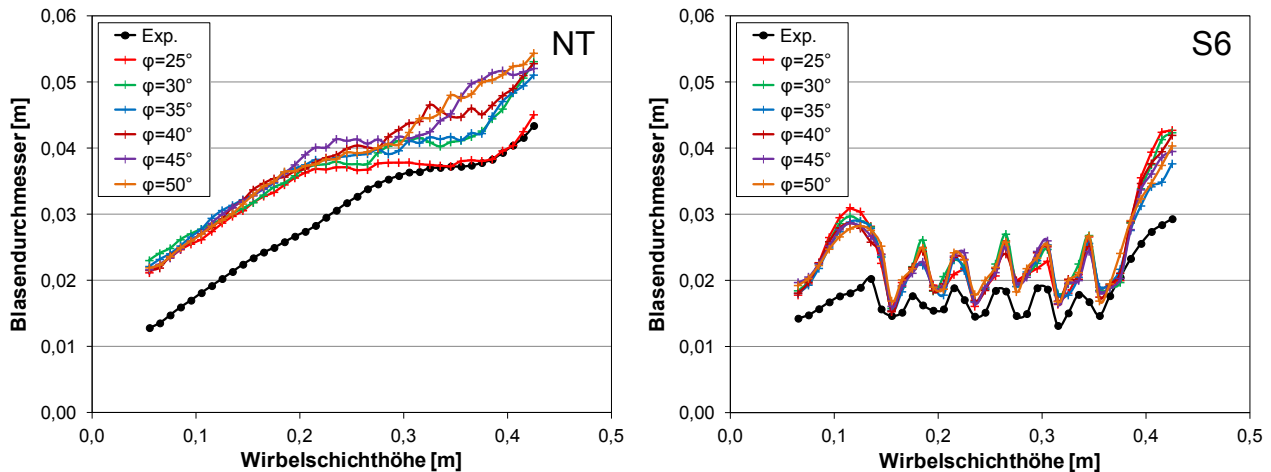 NT
Blasendurchmesser [m]
0,06
0,05
0,04
0,03
0,02
0,01
0,00
Exp.
φ=25°
φ=30°
φ=35°
φ=40°
φ=45°
φ=50°
0,0 0,1 0,2 0,3 0,4 0,5
Wirbelschichthöhe [m]
S6
Blasendurchmesser [m]
0,06
0,05
0,04
0,03
0,02
0,01
0,00
Exp.
φ=25°
φ=30°
φ=35°
φ=40°
φ=45°
φ=50°
0,0 0,1 0,2 0,3 0,4 0,5
Wirbelschichthöhe [m]